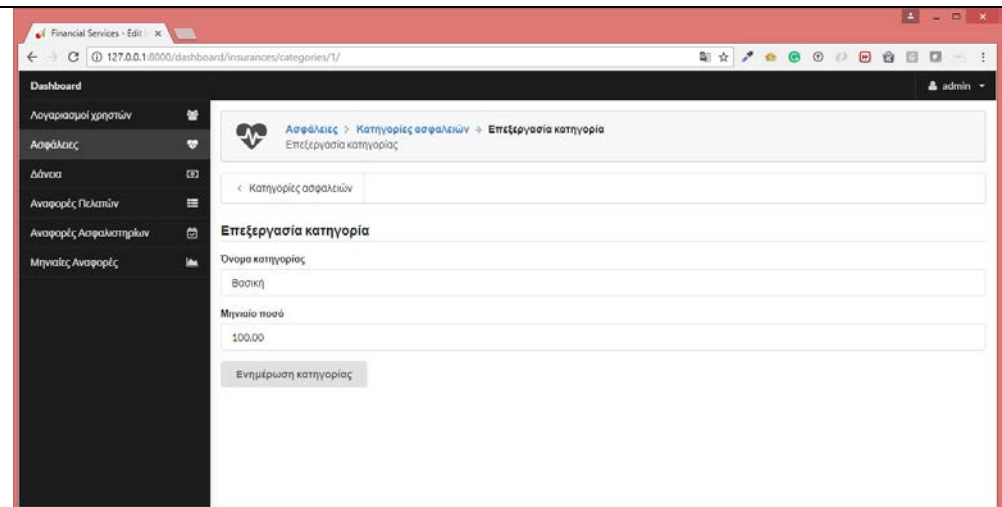 Financial Services - Edit
127.0.0.1:8000/dashboard/insurances/categories/1/
Dashboard
admin
Λογαριασμοί χρηστών
Ασφάλειες
Δάνεια
Αναφορές Πελατών
Αναφορές Ασφαλιστηρίων
Μηνιαίες Αναφορές
Ασφάλειες > Κατηγορίες ασφαλειών → Επεξεργασία κατηγορία
Επεξεργασία κατηγορίας
< Κατηγορίες ασφαλειών
Επεξεργασία κατηγορία
Όνομα κατηγορίας
Βασική
Μηνιαίο ποσό
100.00
Ενημέρωση κατηγορίας